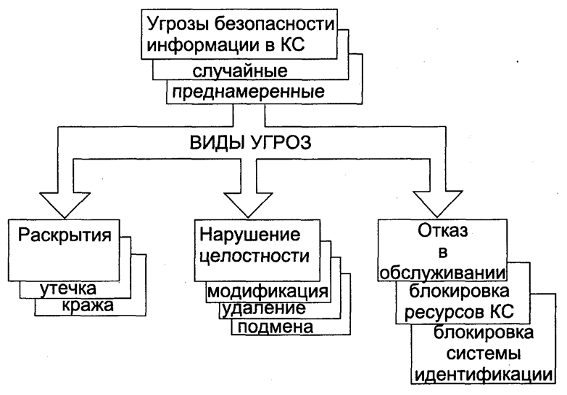 Угрозы безопасности
информации в КС
случайные
преднамеренные
ВИДЫ УГРОЗ
Раскрытия
утечка
кража
Нарушение
целостности
модификация
удаление
подмена
Отказ
в
обслуживании
блокировка
ресурсов КС
блокировка
системы
идентификации